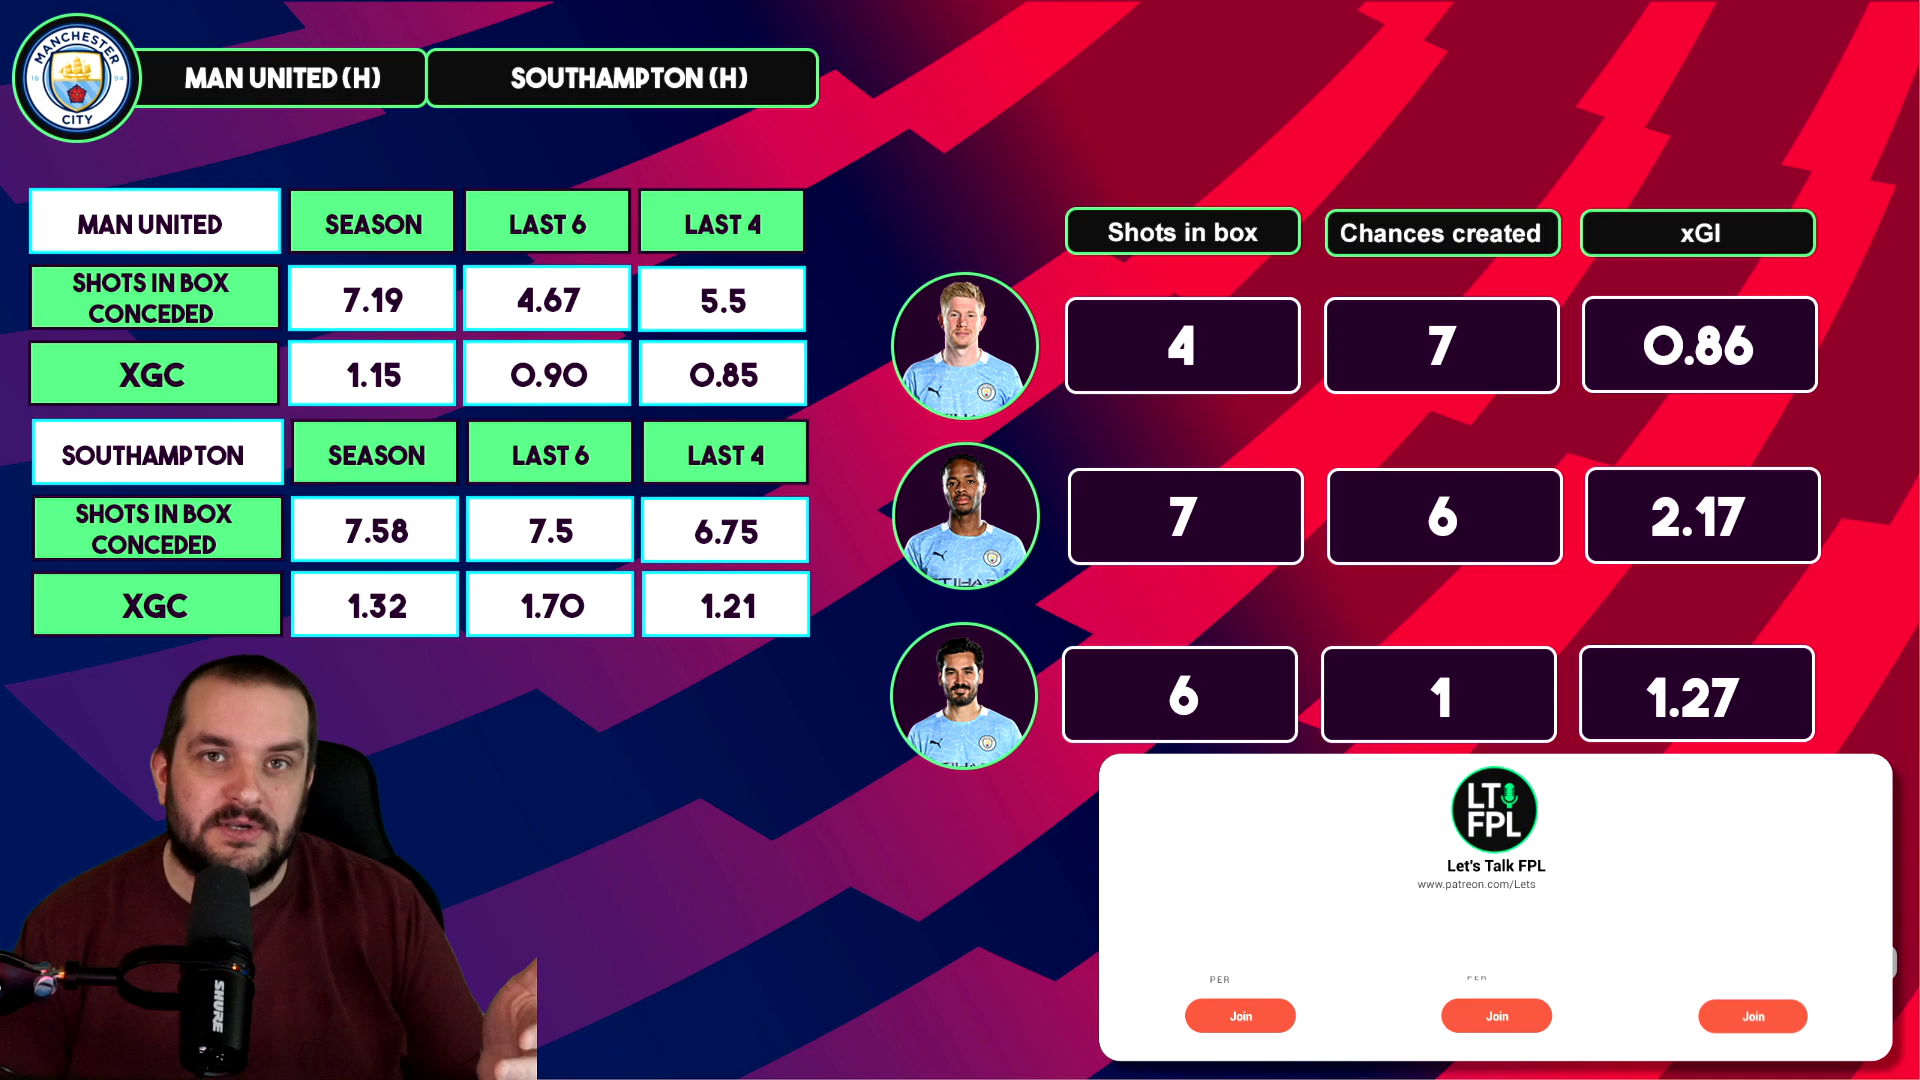 MANCHESTER
18 94
CITY
MAN UNITED (H)
SOUTHAMPTON (H)
MAN UNITED
SEASON
LAST 6
LAST 4
SHOTS IN BOX
CONCEDED
7.19
4.67
5.5
XGC
1.15
0.90
0.85
SOUTHAMPTON
SEASON
LAST 6
LAST 4
SHOTS IN BOX
CONCEDED
7.58
7.5
6.75
XGC
1.32
1.70
1.21
Shots in box
Chances created
xGI
4
7
0.86
7
6
2.17
6
1
1.27
LT
FPL
Let's Talk FPL
www.patreon.com/Lets
PER
Join
Join
Join
SHURE